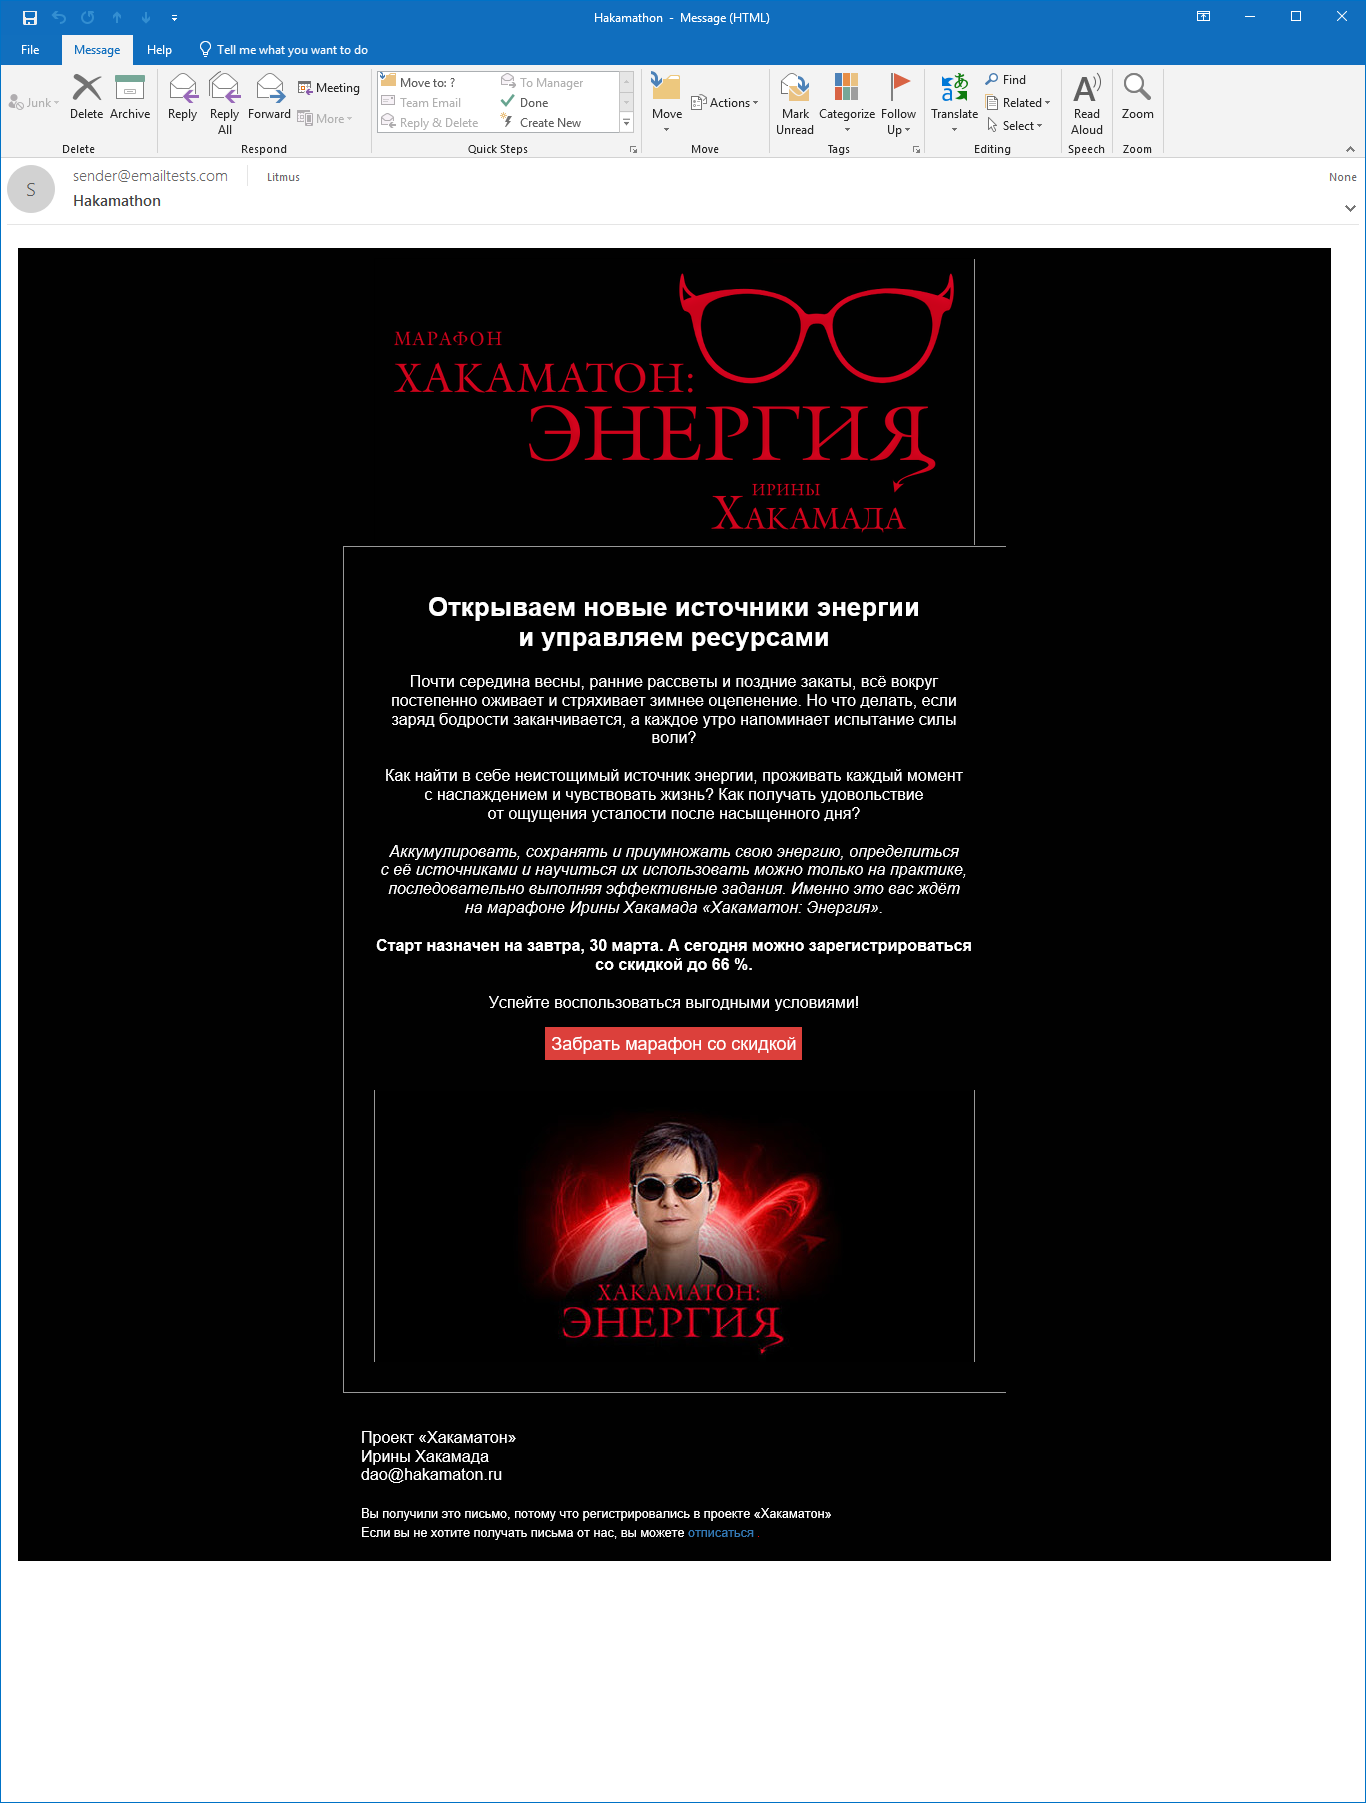 Hakamathon - Message (HTML)
File Message Help Tell me what you want to do
Junk
Delete
Archive
Delete
Reply
Reply All
Forward
Meeting
More
Respond
Move to: ?
Team Email
Reply & Delete
To Manager
Done
Create New
Quick Steps
Move
Actions
Move
Mark Unread
Categorize
Follow Up
Tags
Translate
Find
Related
Select
Editing
Read Aloud
Speech
Zoom
Zoom
S
sender@emailtests.com Litmus None
Hakamathon
МАРАФОН
ХАКАМАТОН:
ЭНЕРГИЯ
ИРИНЫ
ХАКАМАДА
Открываем новые источники энергии
и управляем ресурсами
Почти середина весны, ранние рассветы и поздние закаты, всё вокруг
постепенно оживает и стряхивает зимнее оцепенение. Но что делать, если
заряд бодрости заканчивается, а каждое утро напоминает испытание силы
воли?
Как найти в себе неистощимый источник энергии, проживать каждый момент
с наслаждением и чувствовать жизнь? Как получать удовольствие
от ощущения усталости после насыщенного дня?
Аккумулировать, сохранять и приумножать свою энергию, определиться
с её источниками и научиться их использовать можно только на практике,
последовательно выполняя эффективные задания. Именно это вас ждёт
на марафоне Ирины Хакамада «Хакаматон: Энергия».
Старт назначен на завтра, 30 марта. А сегодня можно зарегистрироваться
со скидкой до 66 %.
Успейте воспользоваться выгодными условиями!
Забрать марафон со скидкой
ХАКАМАТОН:
ЭНЕРГИЯ
Проект «Хакаматон»
Ирины Хакамада
dao@hakamaton.ru
Вы получили это письмо, потому что регистрировались в проекте «Хакаматон»
Если вы не хотите получать письма от нас, вы можете отписаться .